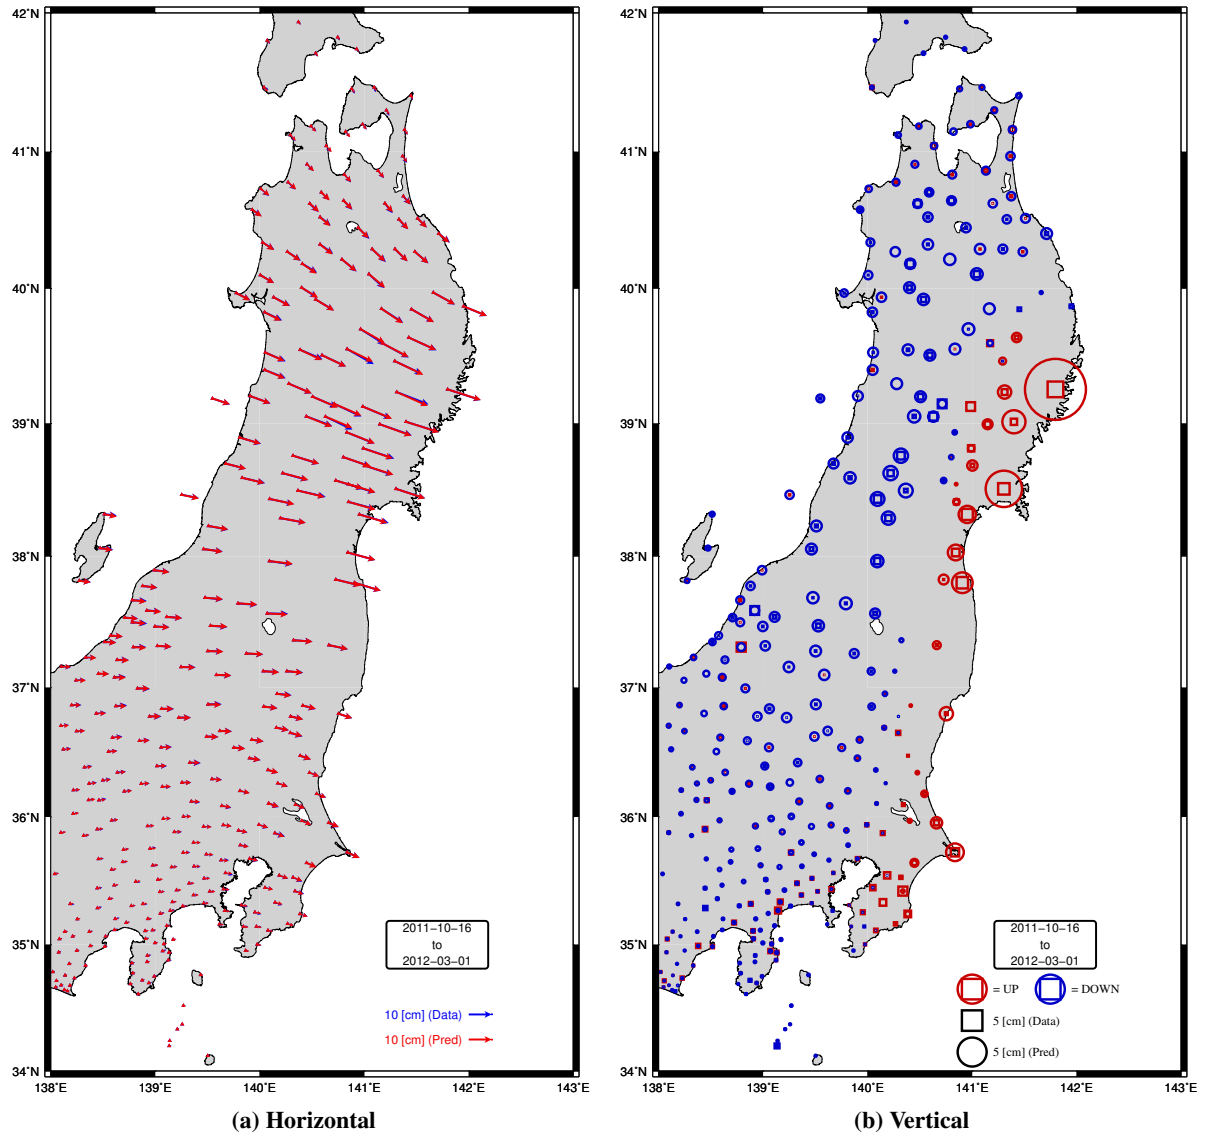 42°N
41°N
40°N
39°N
38°N
37°N
36°N
35°N
34°N
138°E
139°E
140°E
141°E
142°E
143°E
2011−10−16
to
2012−03−01
10 [cm] (Data)
10 [cm] (Pred)
(a) Horizontal
42°N
41°N
40°N
39°N
38°N
37°N
36°N
35°N
34°N
138°E
139°E
140°E
141°E
142°E
143°E
2011−10−16
to
2012−03−01
= UP = DOWN
5 [cm] (Data)
5 [cm] (Pred)
(b) Vertical